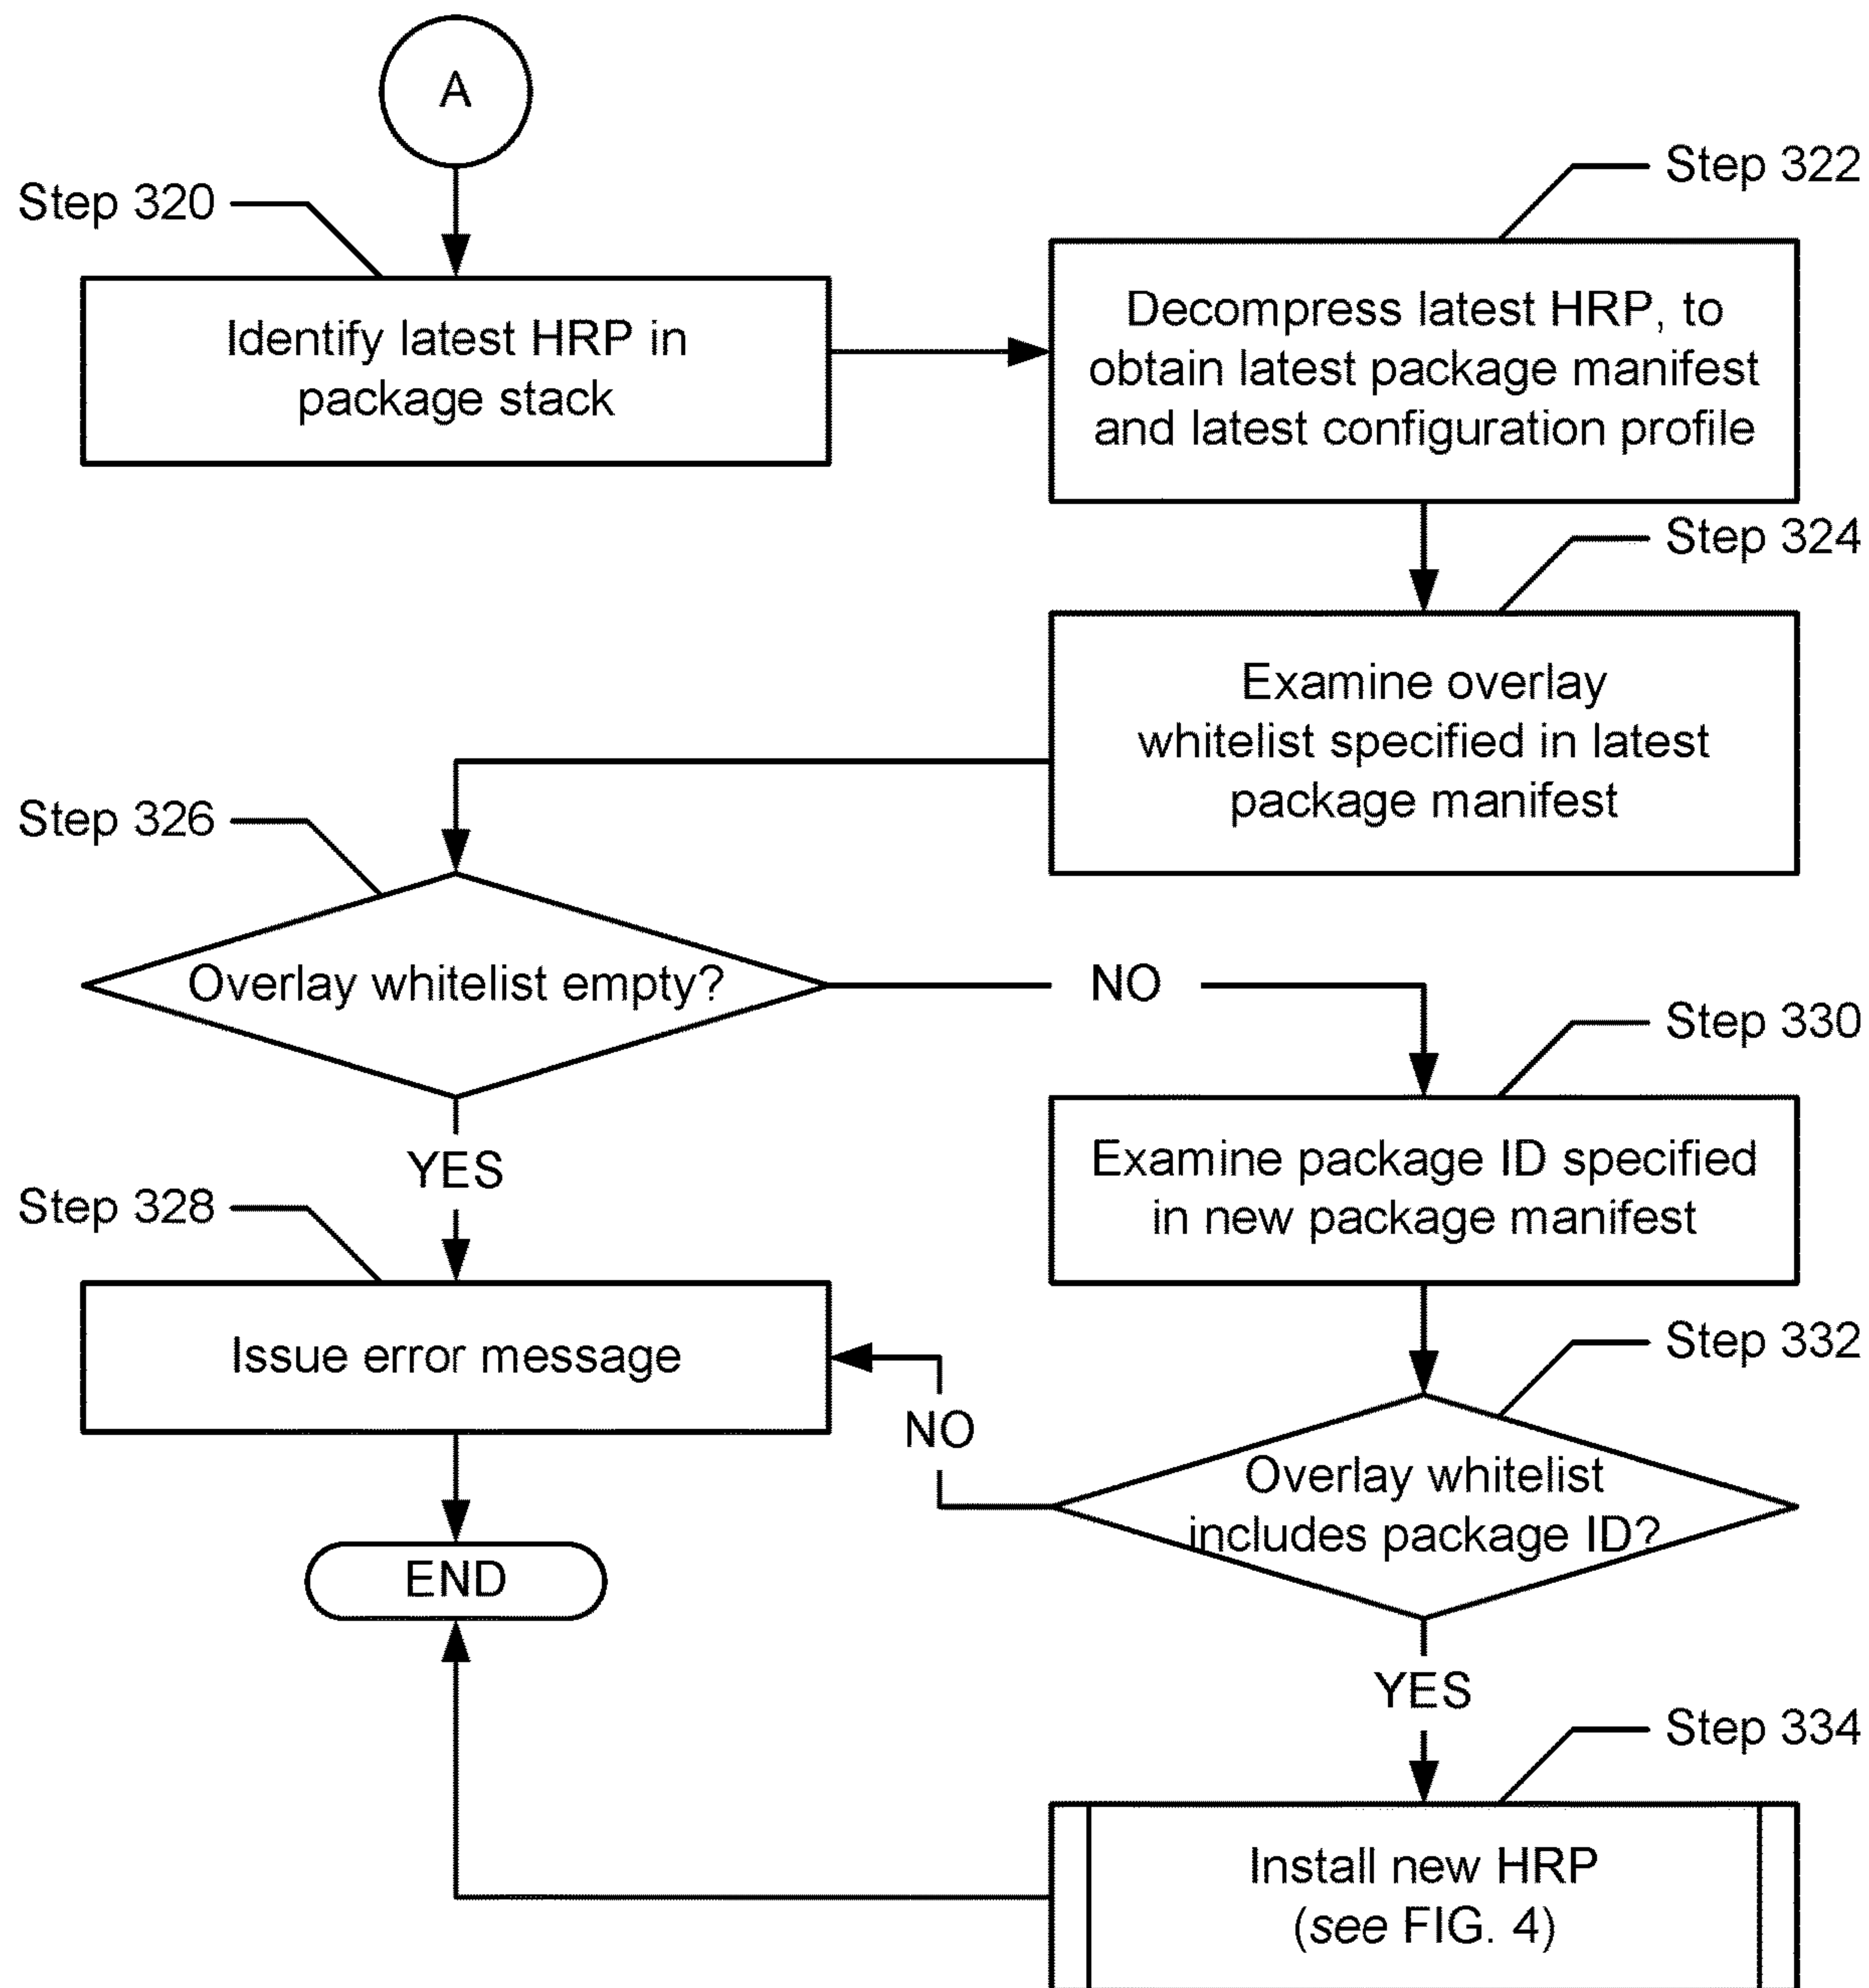 A
Step 320
Identify latest HRP in
package stack
Step 322
Decompress latest HRP, to
obtain latest package manifest
and latest configuration profile
Step 324
Examine overlay
whitelist specified in latest
package manifest
Step 326
Overlay whitelist empty?
NO
YES
Step 328
Issue error message
Step 330
Examine package ID specified
in new package manifest
Step 332
Overlay whitelist
includes package ID?
NO
END
YES
Step 334
Install new HRP
(see FIG. 4)